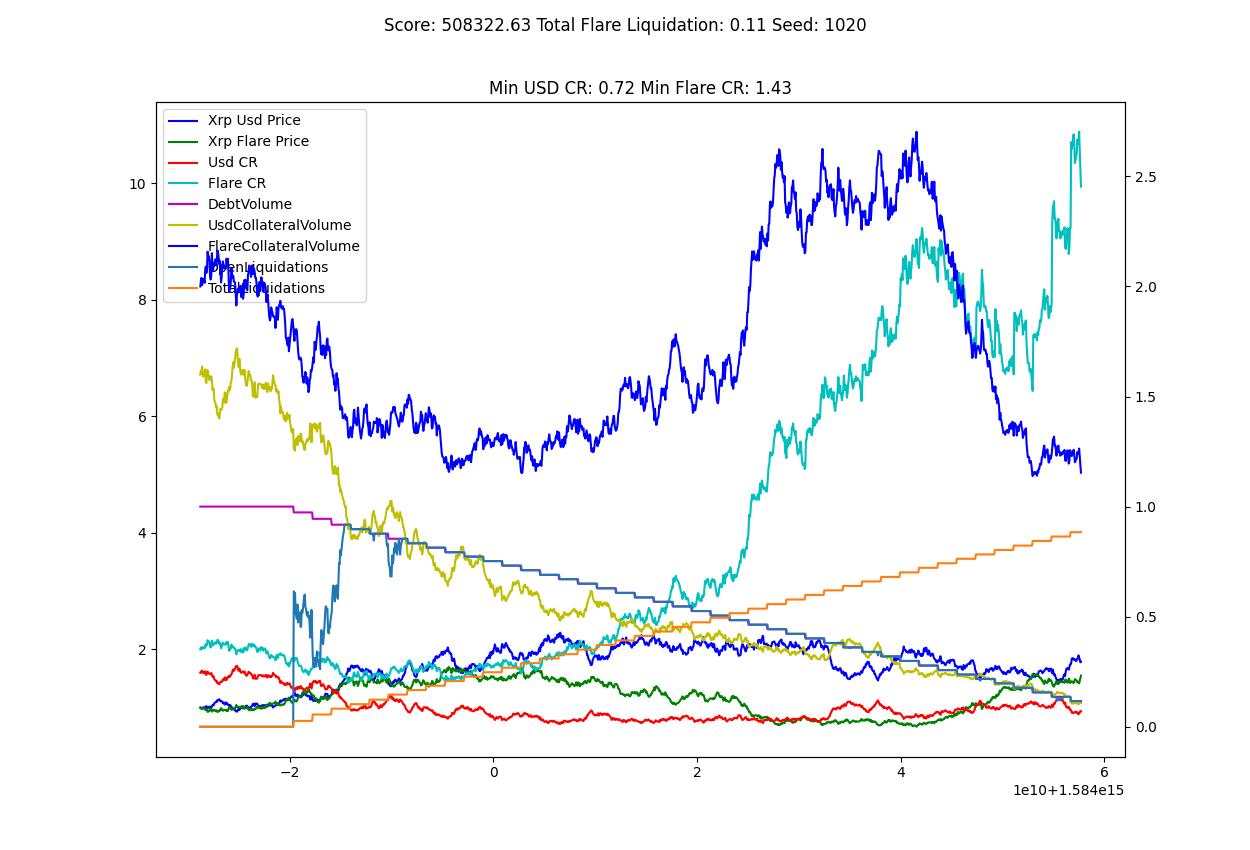 Score: 508322.63 Total Flare Liquidation: 0.11 Seed: 1020
Min USD CR: 0.72 Min Flare CR: 1.43
Xrp Usd Price
Xrp Flare Price
Usd CR
Flare CR
DebtVolume
UsdCollateralVolume
FlareCollateralVolume
OpenLiquidations
TotalLiquidations
10
8
6
4
2
2.5
2.0
1.5
1.0
0.5
0.0
−2
0
2
4
6
1e10+1.584e15